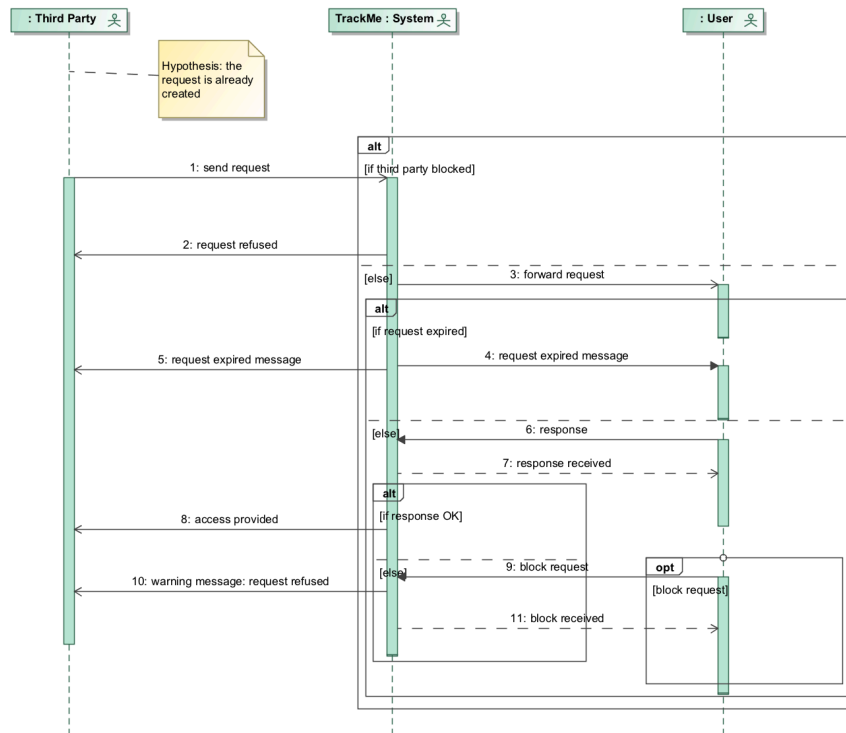 : Third Party
TrackMe : System
: User
Hypothesis: the
request is already
created
alt
[if third party blocked]
1: send request
2: request refused
[else]
3: forward request
alt
[if request expired]
5: request expired message
4: request expired message
[else]
6: response
7: response received
alt
[if response OK]
8: access provided
[else]
9: block request
opt
10: warning message: request refused
[block request]
11: block received